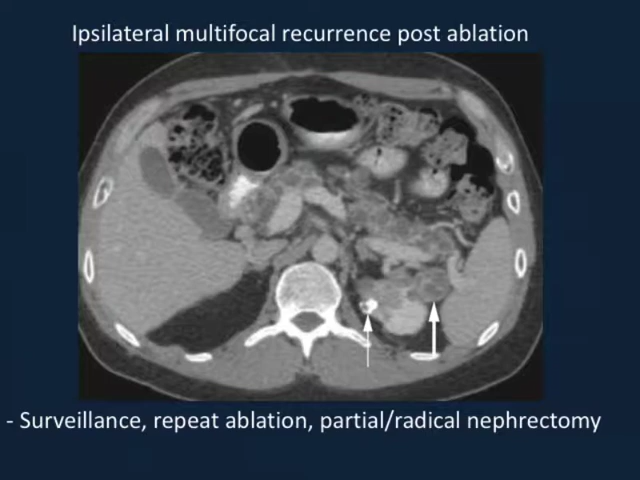 Ipsilateral multifocal recurrence post ablation
- Surveillance, repeat ablation, partial/radical nephrectomy